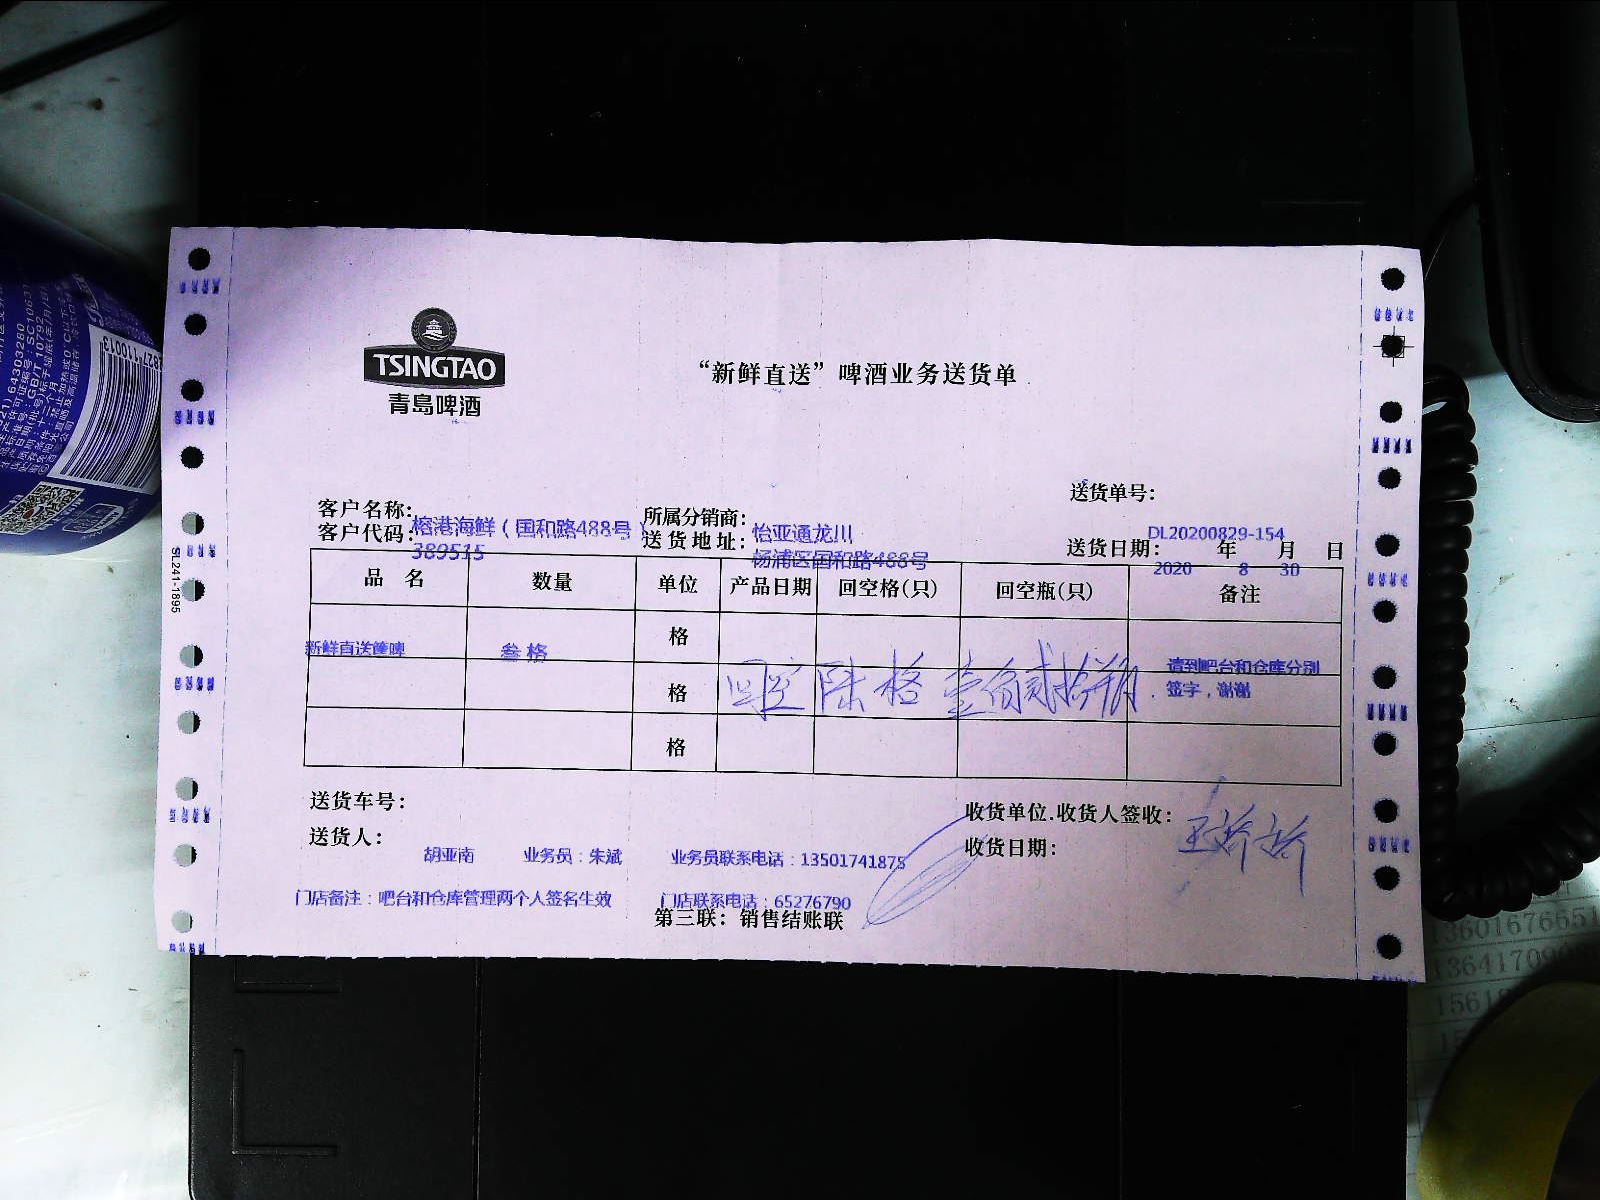 TSINGTAO
青岛啤酒
“新鲜直送”啤酒业务送货单
送货单号：
DL20200829-154
客户名称：榕港海鲜（国和路488号）
所属分销商：怡亚通龙川
客户代码：389515
送货地址：杨浦区国和路488号
送货日期： 2020 年 8 月 30 日
品 名 数量 单位 产品日期 回空格(只) 回空瓶(只) 备注
新鲜直送 叁格 格 请到吧台和仓库分别
签字，谢谢
格 回空 陆格 壹佰贰拾瓶.
格
送货车号：
收货单位.收货人签收：
送货人：胡亚南 业务员：朱斌 业务员联系电话：13501741875
收货日期：
门店备注：吧台和仓库管理两个人签名生效 门店联系电话：65276790
第三联：销售结账联
SL241-1895